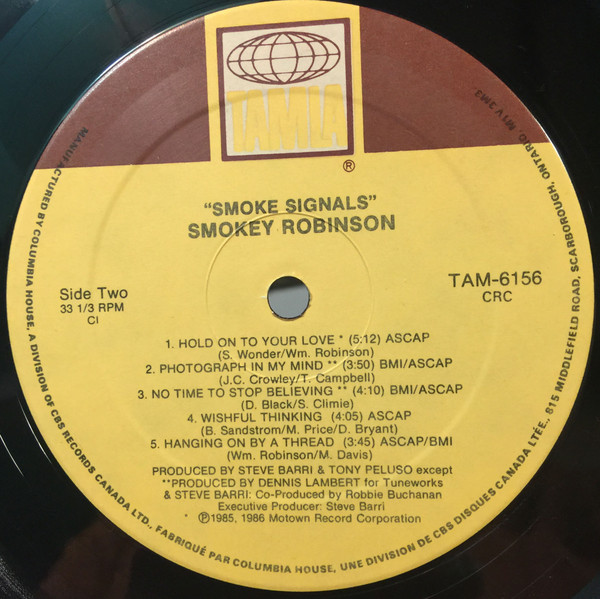 TAMLA
®
"SMOKE SIGNALS"
SMOKEY ROBINSON
Side Two
33 1/3 RPM
CI
TAM-6156
CRC
1. HOLD ON TO YOUR LOVE * (5:12) ASCAP
(S. Wonder/Wm. Robinson)
2. PHOTOGRAPH IN MY MIND ** (3:50) BMI/ASCAP
(J.C. Crowley/T. Campbell)
3. NO TIME TO STOP BELIEVING ** (4:10) BMI/ASCAP
(D. Black/S. Climie)
4. WISHFUL THINKING (4:05) ASCAP
(B. Sandstrom/M. Price/D. Bryant)
5. HANGING ON BY A THREAD (3:45) ASCAP/BMI
(Wm. Robinson/M. Davis)
PRODUCED BY STEVE BARRI & TONY PELUSO except
**PRODUCED BY DENNIS LAMBERT for Tuneworks
& STEVE BARRI: Co-Produced by Robbie Buchanan
Executive Producer: Steve Barri
℗1985, 1986 Motown Record Corporation
MANUFACTURED BY COLUMBIA HOUSE, A DIVISION OF CBS RECORDS CANADA LTD., FABRIQUÉ PAR COLUMBIA HOUSE, UNE DIVISION DE CBS DISQUES CANADA LTÉE., 815 MIDDLEFIELD ROAD, SCARBOROUGH, ONTARIO, M1V 3M3.